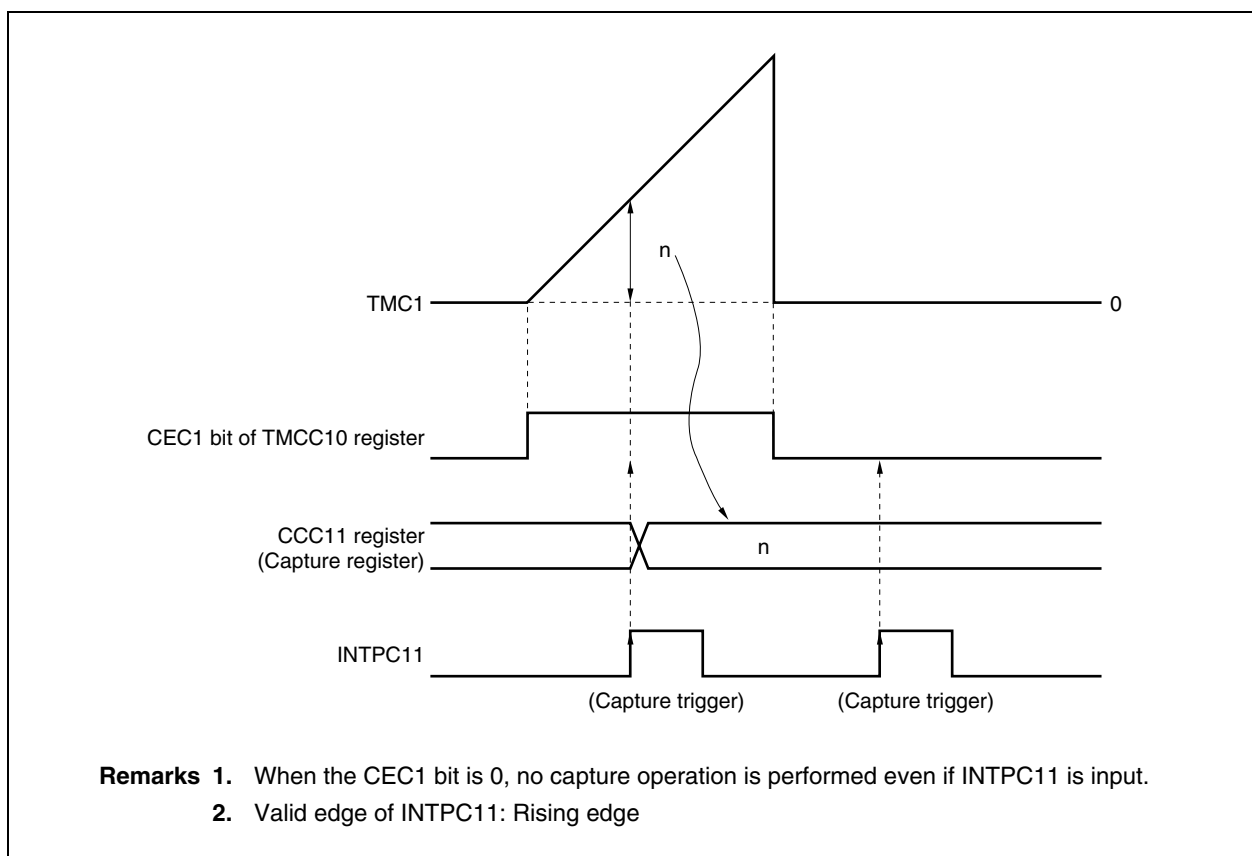 n
TMC1
0
CEC1 bit of TMCC10 register
CCC11 register
(Capture register)
n
INTPC11
(Capture trigger)
(Capture trigger)
Remarks 1. When the CEC1 bit is 0, no capture operation is performed even if INTPC11 is input.
2. Valid edge of INTPC11: Rising edge